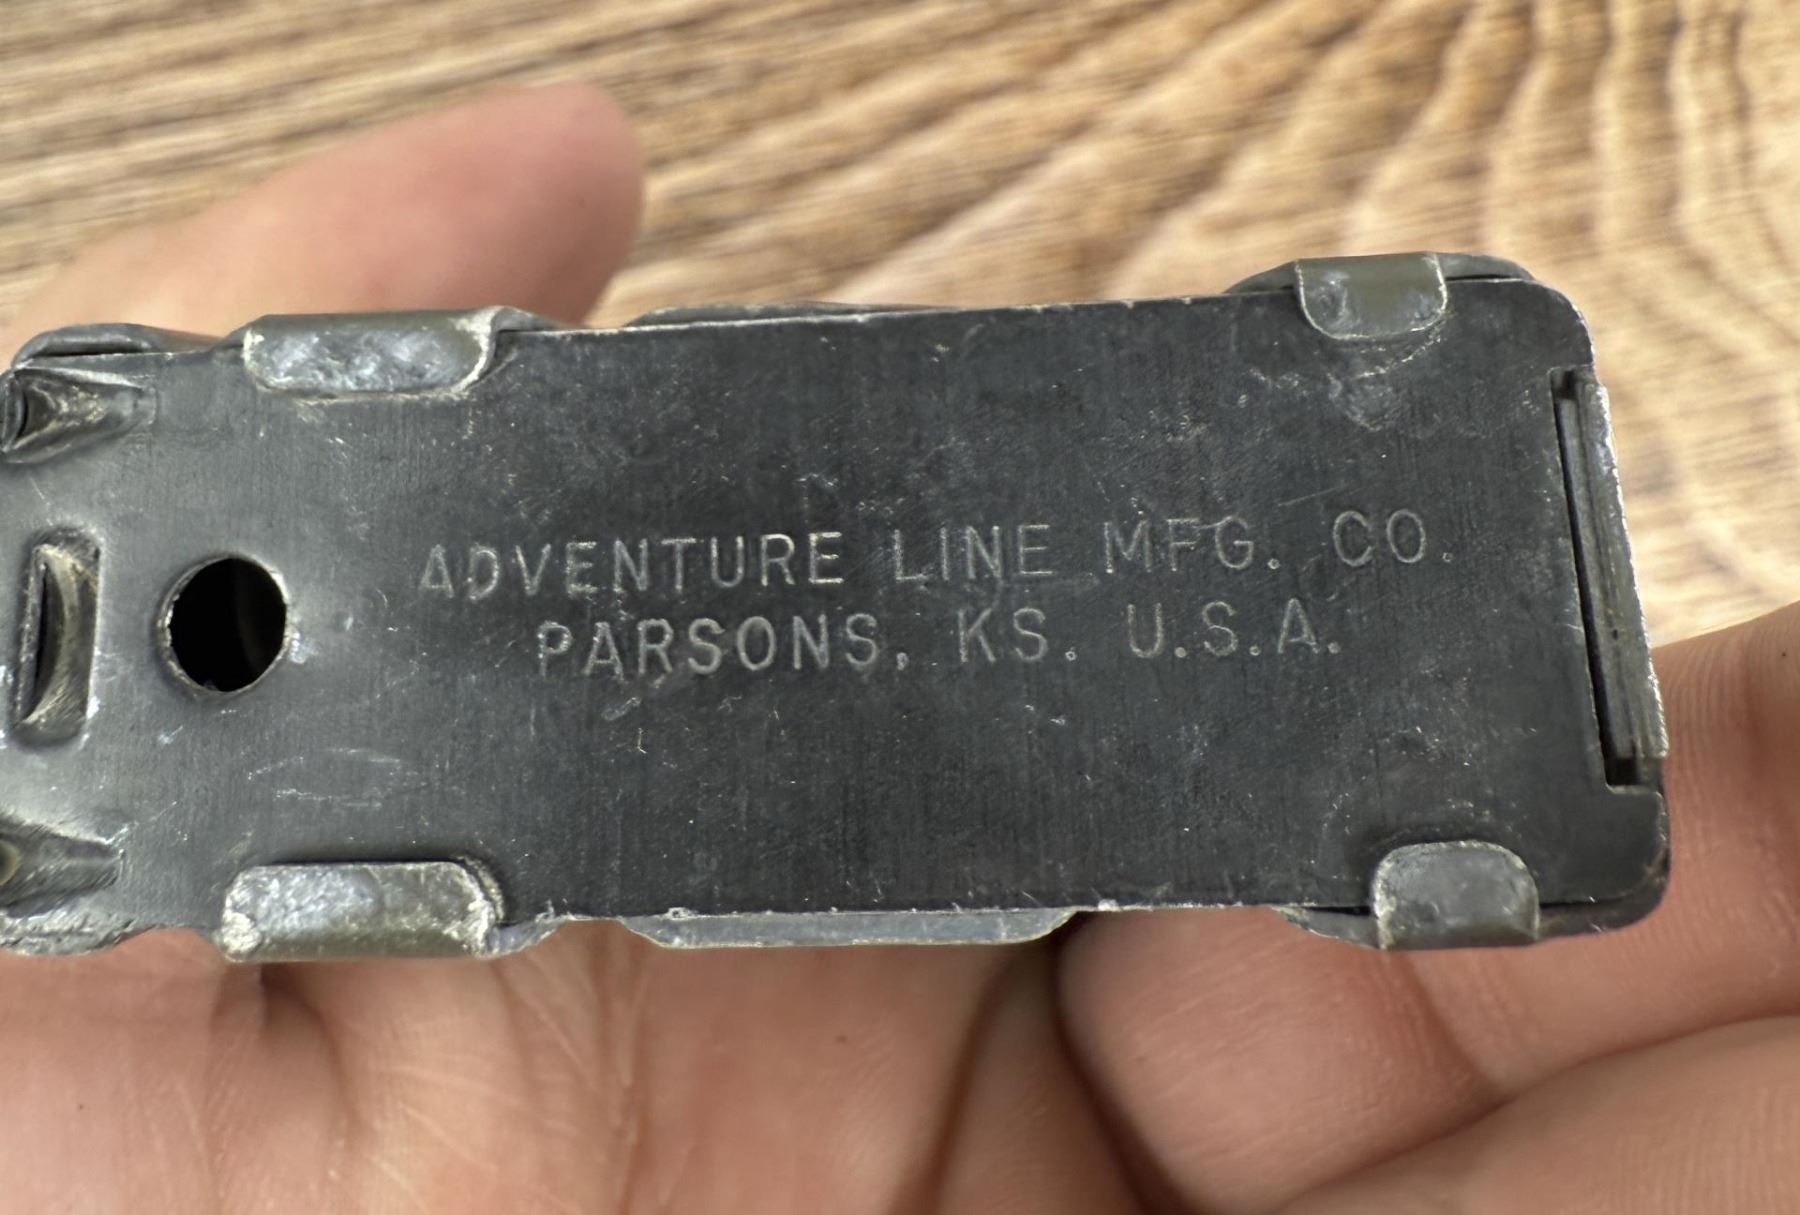 ADVENTURE LINE MFG. CO.
PARSONS, KS. U.S.A.